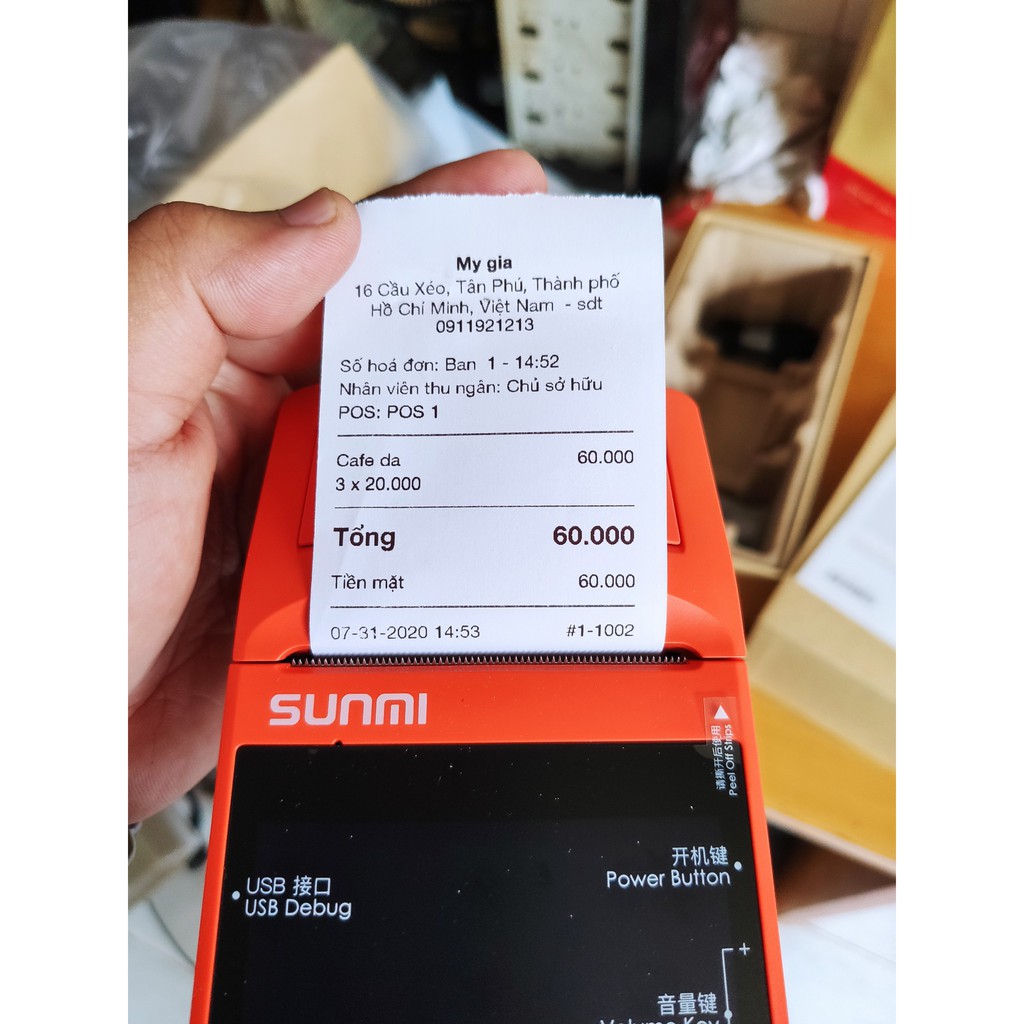 My gia
16 Cầu Xéo, Tân Phú, Thành phố
Hồ Chí Minh, Việt Nam - sdt
0911921213
Số hoá đơn: Ban 1 - 14:52
Nhân viên thu ngân: Chủ sở hữu
POS: POS 1
Cafe da 60.000
3 x 20.000
Tổng 60.000
Tiền mặt 60.000
07-31-2020 14:53 #1-1002
SUNMI
请撕开后使用
Peel Off Strips
开机键
Power Button
USB 接口
USB Debug
+
音量键
Volume Key